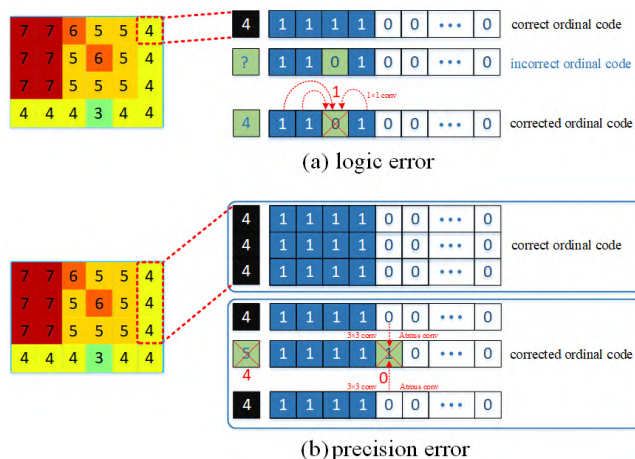 7 7 6 5 5 4 4 1 1 1 1 0 0 ••• 0 correct ordinal code
7 7 5 6 5 4 ? 1 1 0 1 0 0 ••• 0 incorrect ordinal code
7 7 5 5 5 4
1 1×1 conv
4 4 4 3 4 4 4 1 1 0 1 0 0 ••• 0 corrected ordinal code
(a) logic error
4 1 1 1 1 0 0 ••• 0
4 1 1 1 1 0 0 ••• 0 correct ordinal code
4 1 1 1 1 0 0 ••• 0
7 7 6 5 5 4
7 7 5 6 5 4
7 7 5 5 5 4 4 1 1 1 1 0 0 ••• 0
3×3 conv Atrous conv
4 4 4 3 4 4 5 1 1 1 1 1 0 ••• 0 corrected ordinal code
4 0
3×3 conv Atrous conv
4 1 1 1 1 0 0 ••• 0
(b) precision error